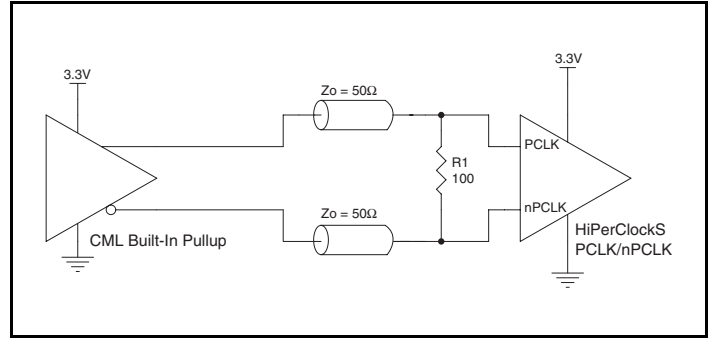 3.3V
3.3V
Zo = 50Ω
PCLK
R1
100
nPCLK
Zo = 50Ω
HiPerClockS
PCLK/nPCLK
CML Built-In Pullup